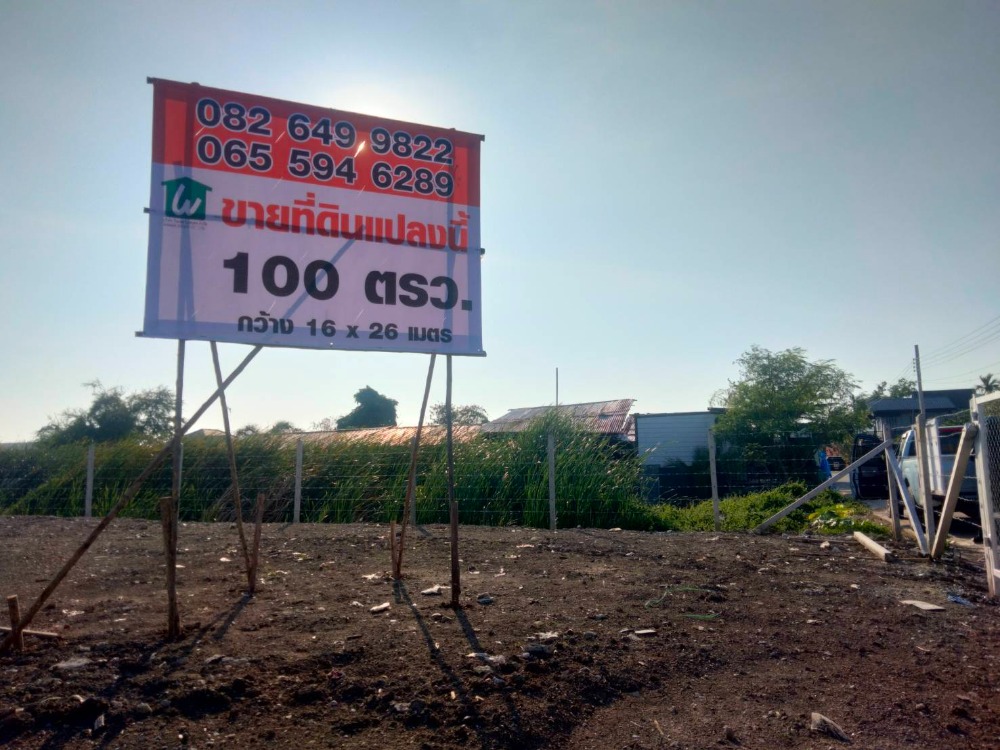 082 649 9822
065 594 6289
ขายที่ดินแปลงนี้
100 ตรว.
กว้าง 16 x 26 เมตร